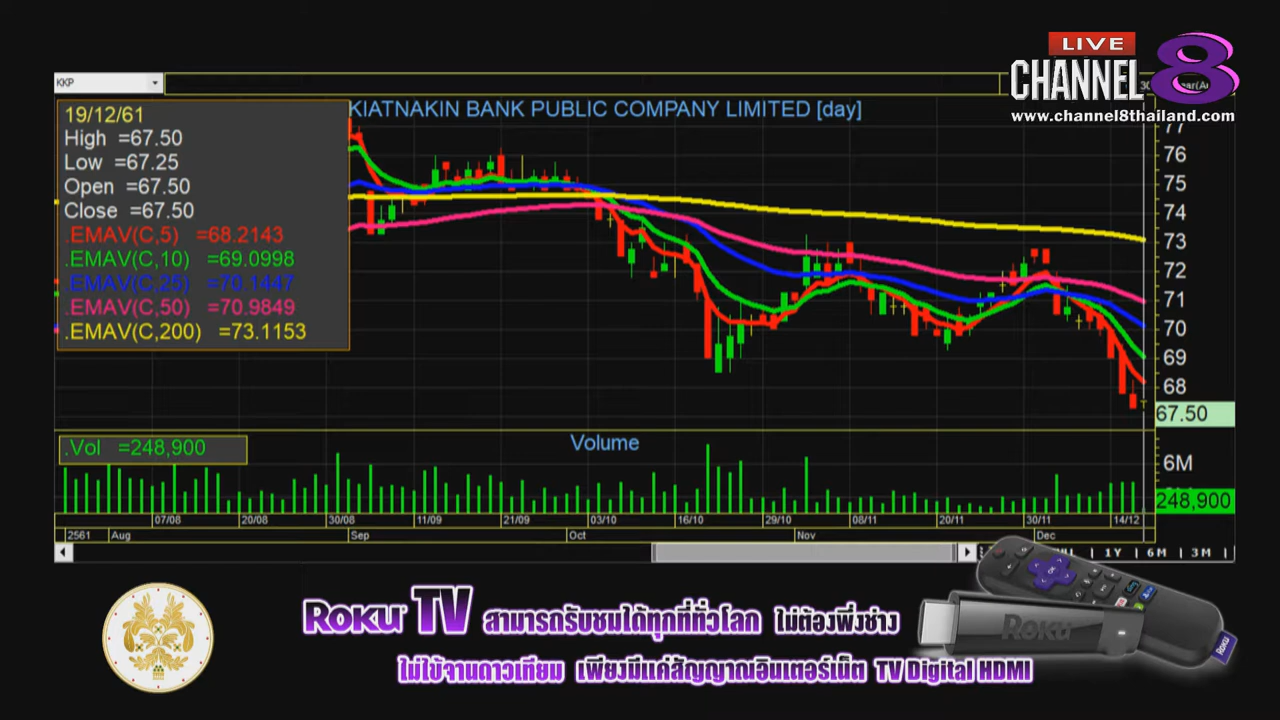 LIVE
CHANNEL 8
www.channel8thailand.com
KKP
KIATNAKIN BANK PUBLIC COMPANY LIMITED [day]
19/12/61
High =67.50
Low =67.25
Open =67.50
Close =67.50
.EMAV(C,5) =68.2143
.EMAV(C,10) =69.0998
.EMAV(C,25) =70.1447
.EMAV(C,50) =70.9849
.EMAV(C,200) =73.1153
77
76
75
74
73
72
71
70
69
68
67.50
.Vol =248,900
Volume
6M
248,900
07/08 20/08 30/08 11/09 21/09 03/10 16/10 29/10 08/11 20/11 30/11 14/12
2561 Aug Sep Oct Nov Dec
1Y | 6M | 3M
Roku TV สามารถรับชมได้ทุกที่ทั่วโลก ไม่ต้องพึ่งช่าง
ไม่ใช้จานดาวเทียม เพียงมีแค่สัญญาณอินเตอร์เน็ต TV Digital HDMI
Roku
Roku